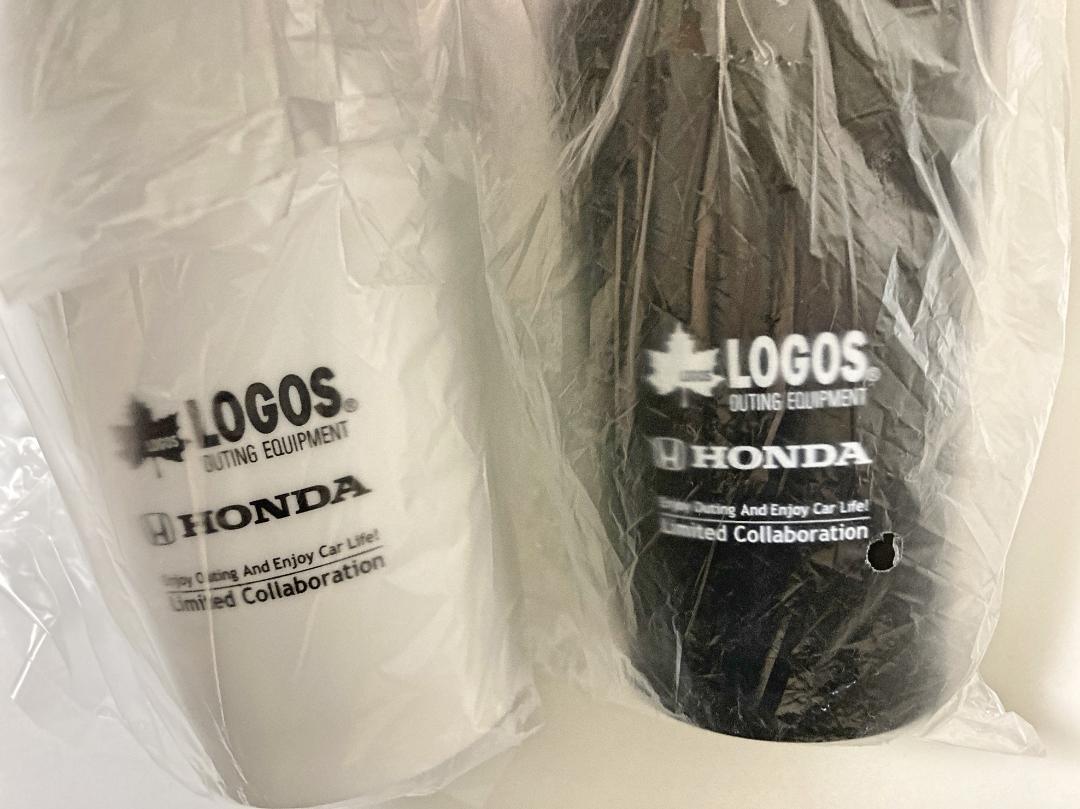 LOGOS®
OUTING EQUIPMENT
HONDA
Enjoy Outing And Enjoy Car Life!
Limited Collaboration
LOGOS
LOGOS®
OUTING EQUIPMENT
HONDA
Enjoy Outing And Enjoy Car Life!
Limited Collaboration